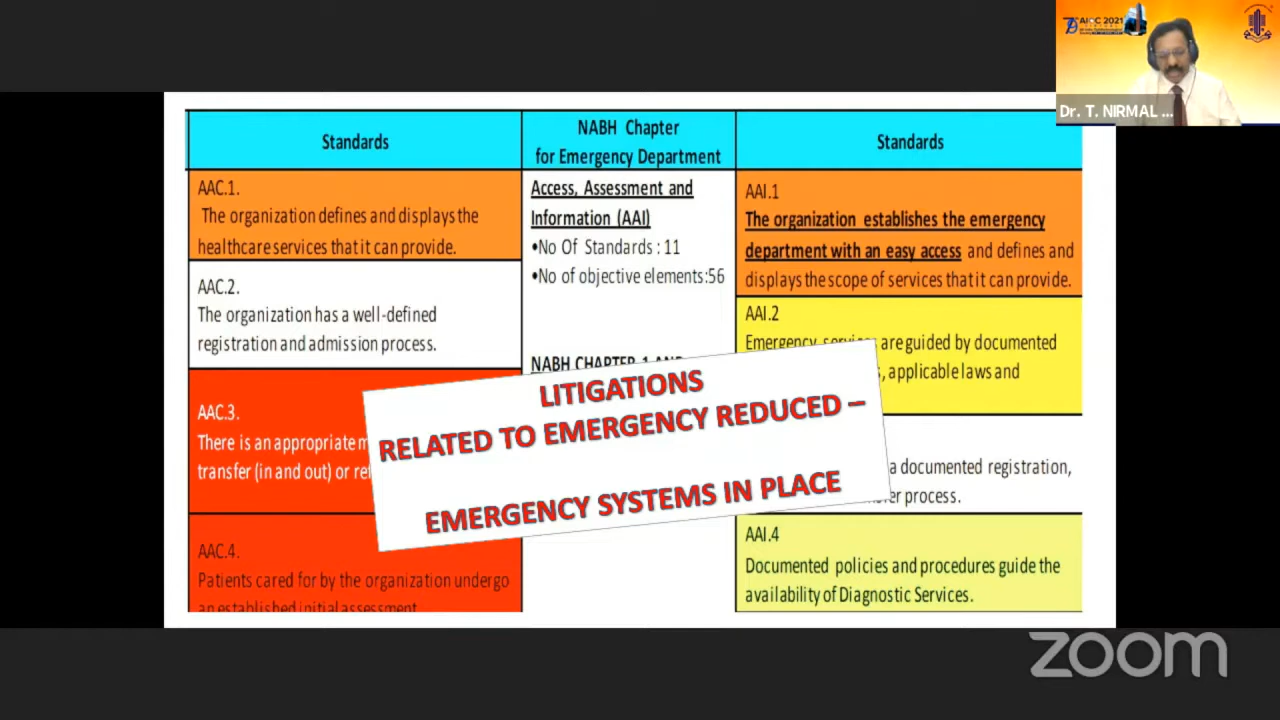 AIOC 2021
Dr. T. NIRMAL ...
Standards
AAC.1.
The organization defines and displays the
healthcare services that it can provide.
AAC.2.
The organization has a well-defined
registration and admission process.
AAC.3.
There is an appropriate
transfer (in and out) or
AAC.4.
Patients cared for by the organization undergo
an established initial assessment
NABH Chapter
for Emergency Department
Access, Assessment and
Information (AAI)
•No Of Standards : 11
•No of objective elements:56
NABH CHAPTER 1 AND
Standards
AAI.1
The organization establishes the emergency
department with an easy access and defines and
displays the scope of services that it can provide.
AAI.2
Emergency services are guided by documented
, applicable laws and
a documented registration,
process.
AAI.4
Documented policies and procedures guide the
availability of Diagnostic Services.
LITIGATIONS
RELATED TO EMERGENCY REDUCED –
EMERGENCY SYSTEMS IN PLACE
zoom